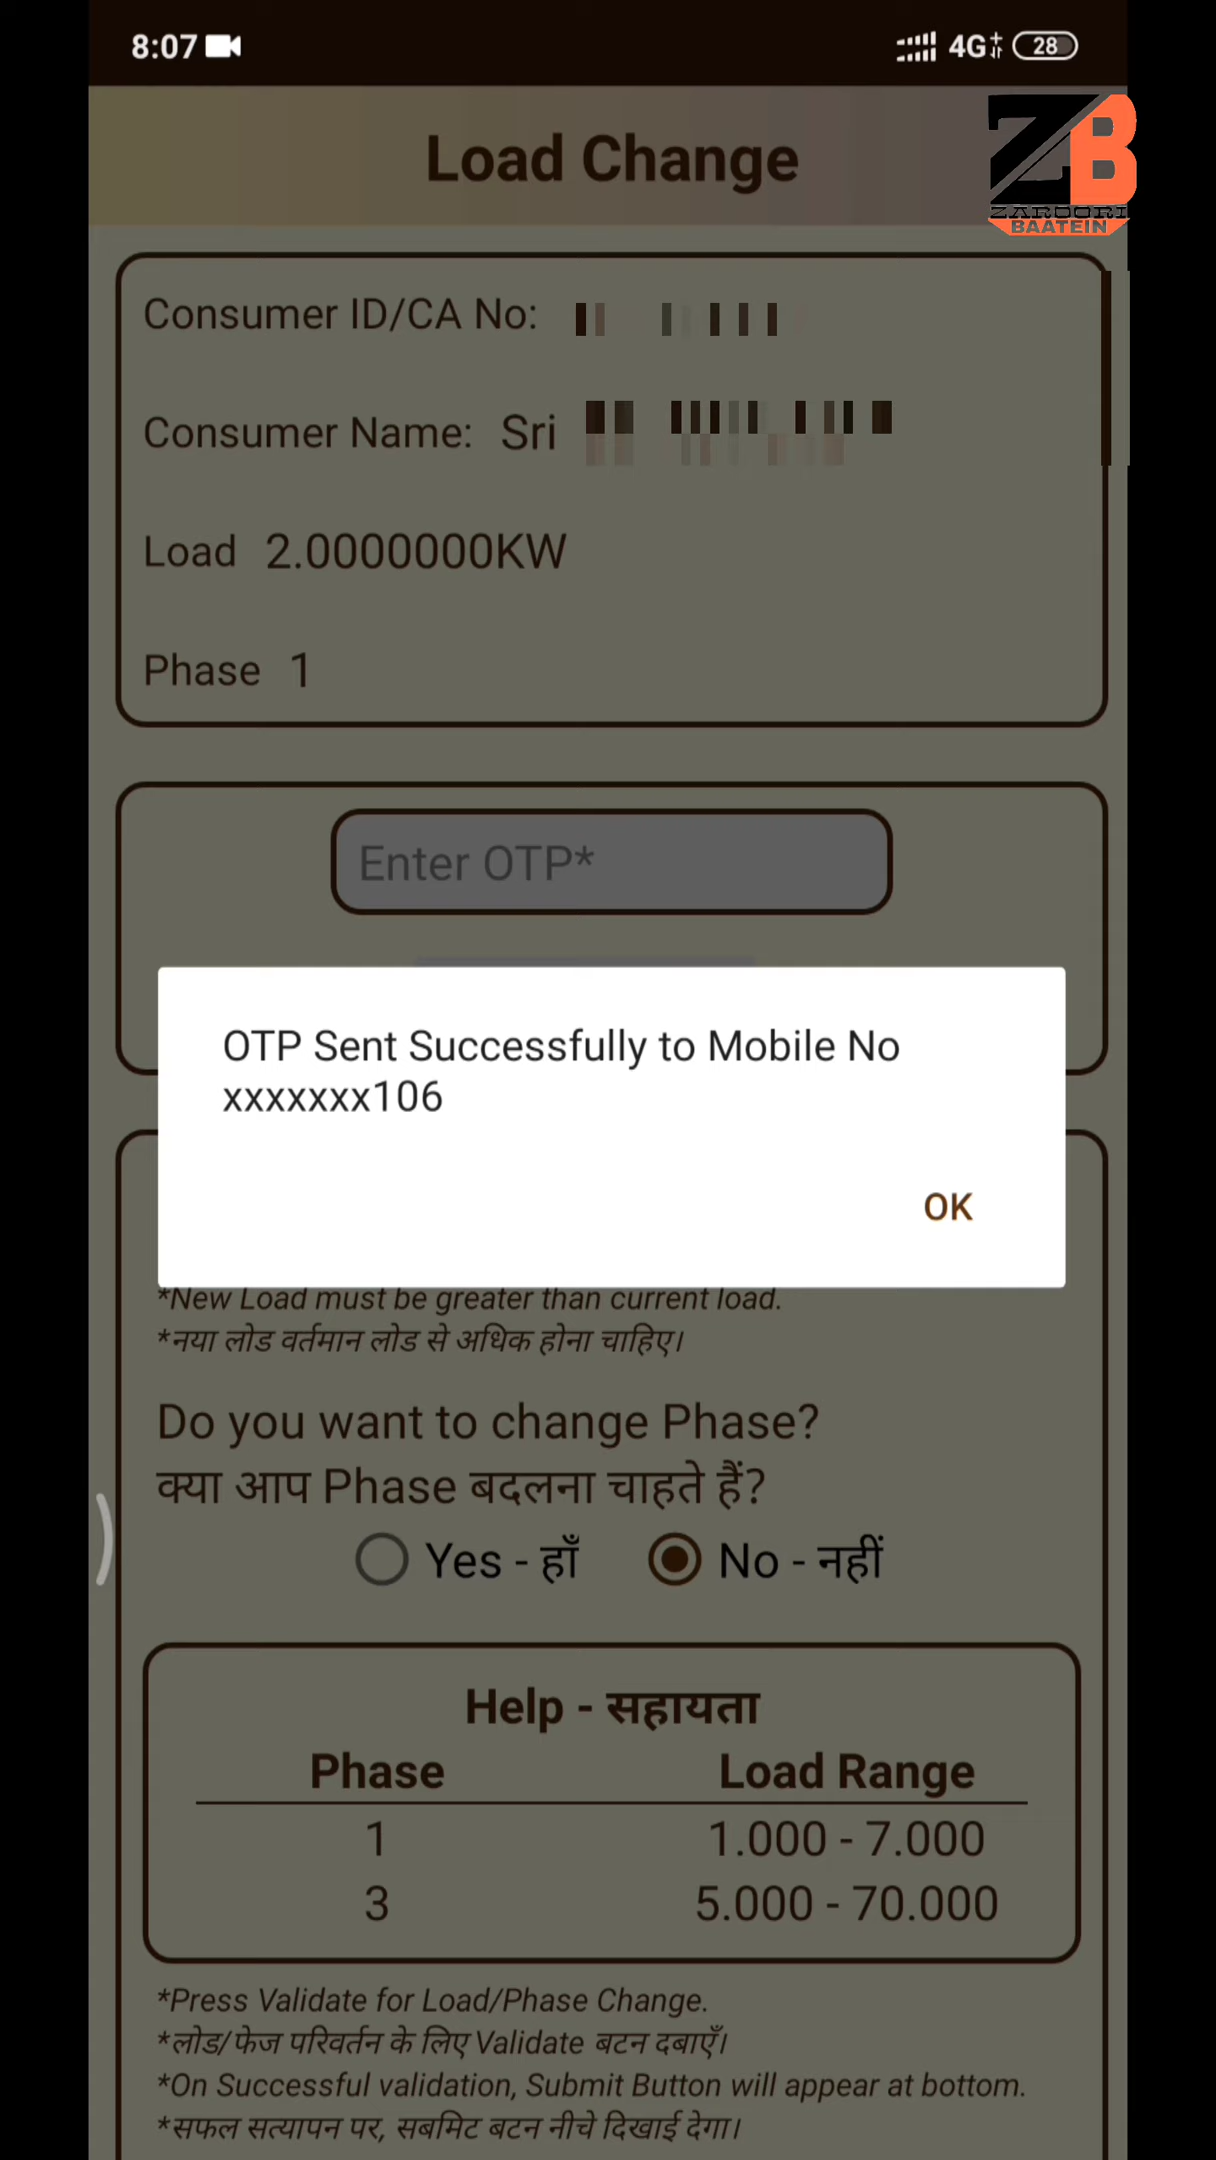 8:07
4G+ 28
Load Change
ZB
ZAROORI
BAATEIN
Consumer ID/CA No:
Consumer Name: Sri
Load 2.0000000KW
Phase 1
Enter OTP*
OTP Sent Successfully to Mobile No
xxxxxxx106
OK
*New Load must be greater than current load.
*नया लोड वर्तमान लोड से अधिक होना चाहिए।
Do you want to change Phase?
क्या आप Phase बदलना चाहते हैं?
Yes - हाँ No - नहीं
Help - सहायता
Phase Load Range
1 1.000 - 7.000
3 5.000 - 70.000
*Press Validate for Load/Phase Change.
*लोड/फेज परिवर्तन के लिए Validate बटन दबाएँ।
*On Successful validation, Submit Button will appear at bottom.
*सफल सत्यापन पर, सबमिट बटन नीचे दिखाई देगा।